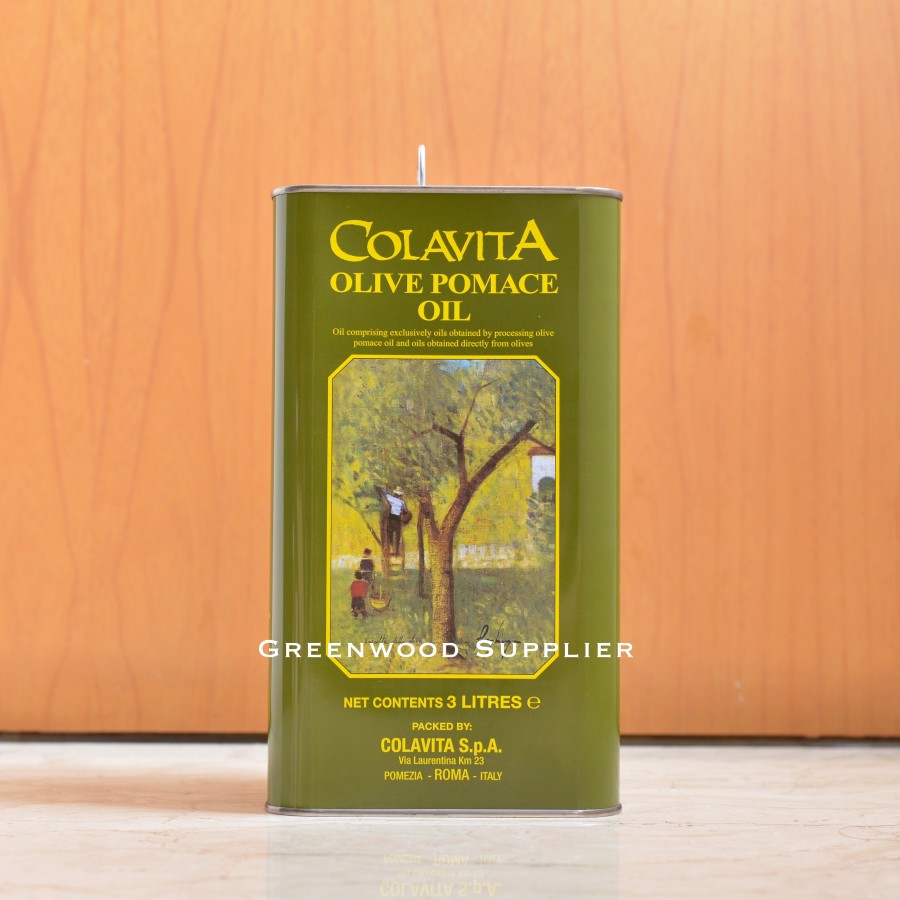 COLAVITA
OLIVE POMACE
OIL
Oil comprising exclusively oils obtained by processing olive
pomace oil and oils obtained directly from olives
GREENWOOD SUPPLIER
NET CONTENTS 3 LITRES ℮
PACKED BY:
COLAVITA S.p.A.
Via Laurentina Km 23
POMEZIA - ROMA - ITALY